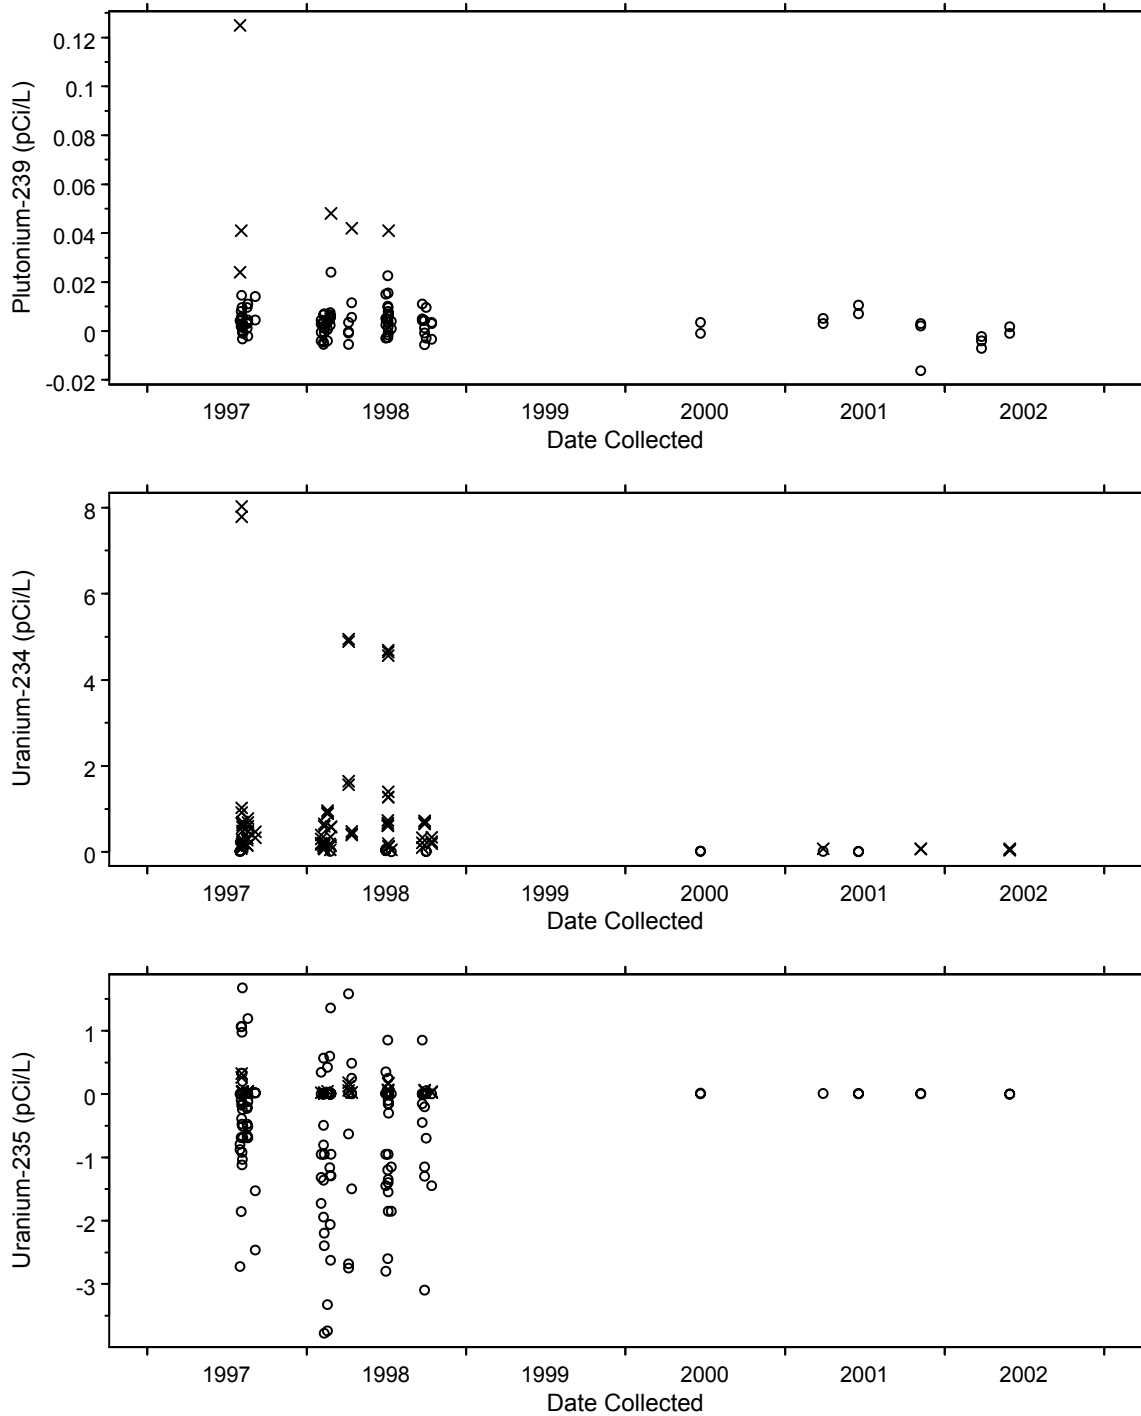 Plutonium-239 (pCi/L)
0.12
0.1
0.08
0.06
0.04
0.02
0
-0.02
1997 1998 1999 2000 2001 2002
Date Collected
Uranium-234 (pCi/L)
8
6
4
2
0
1997 1998 1999 2000 2001 2002
Date Collected
Uranium-235 (pCi/L)
1
0
-1
-2
-3
1997 1998 1999 2000 2001 2002
Date Collected